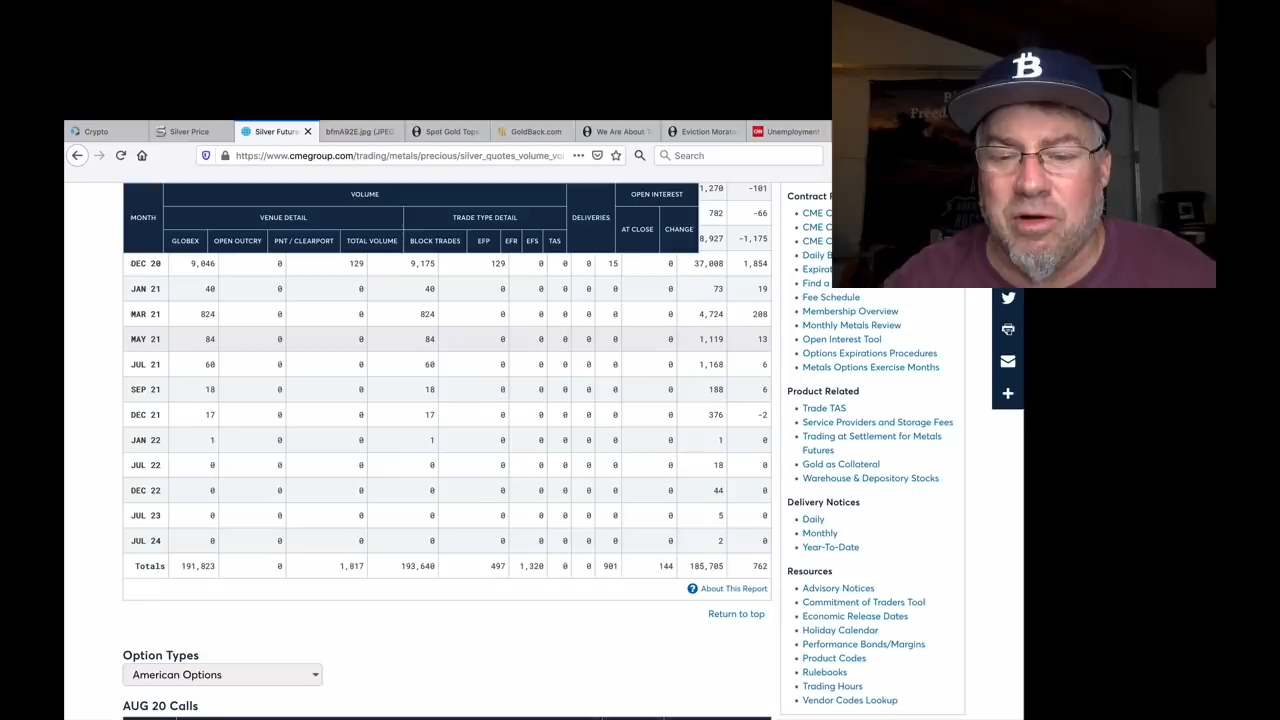 Crypto
Silver Price
Silver Future
bfmA92E.jpg (JPEG
Spot Gold Tops
GoldBack.com
We Are About T
Eviction Morato
CNN Unemployment
https://www.cmegroup.com/trading/metals/precious/silver_quotes_volume_vo
Search
MONTH VOLUME OPEN INTEREST
VENUE DETAIL TRADE TYPE DETAIL DELIVERIES AT CLOSE CHANGE
GLOBEX OPEN OUTCRY PNT / CLEARPORT TOTAL VOLUME BLOCK TRADES EFP EFR EFS TAS
1,270 -101
782 -66
8,927 -1,175
DEC 20 9,046 0 129 9,175 129 0 0 0 15 0 37,008 1,854
JAN 21 40 0 0 40 0 0 0 0 0 0 73 19
MAR 21 824 0 0 824 0 0 0 0 0 0 4,724 208
MAY 21 84 0 0 84 0 0 0 0 0 0 1,119 13
JUL 21 60 0 0 60 0 0 0 0 0 0 1,168 6
SEP 21 18 0 0 18 0 0 0 0 0 0 188 6
DEC 21 17 0 0 17 0 0 0 0 0 0 376 -2
JAN 22 1 0 0 1 0 0 0 0 0 0 1 0
JUL 22 0 0 0 0 0 0 0 0 0 0 18 0
DEC 22 0 0 0 0 0 0 0 0 0 0 44 0
JUL 23 0 0 0 0 0 0 0 0 0 0 5 0
JUL 24 0 0 0 0 0 0 0 0 0 0 2 0
Totals 191,823 0 1,817 193,640 497 1,320 0 0 901 144 185,705 762
About This Report
Return to top
Option Types
American Options
AUG 20 Calls
Contract
CME C
CME C
CME C
Daily B
Expirat
Find a
Fee Schedule
Membership Overview
Monthly Metals Review
Open Interest Tool
Options Expirations Procedures
Metals Options Exercise Months
Product Related
Trade TAS
Service Providers and Storage Fees
Trading at Settlement for Metals
Futures
Gold as Collateral
Warehouse & Depository Stocks
Delivery Notices
Daily
Monthly
Year-To-Date
Resources
Advisory Notices
Commitment of Traders Tool
Economic Release Dates
Holiday Calendar
Performance Bonds/Margins
Product Codes
Rulebooks
Trading Hours
Vendor Codes Lookup
B
Freed